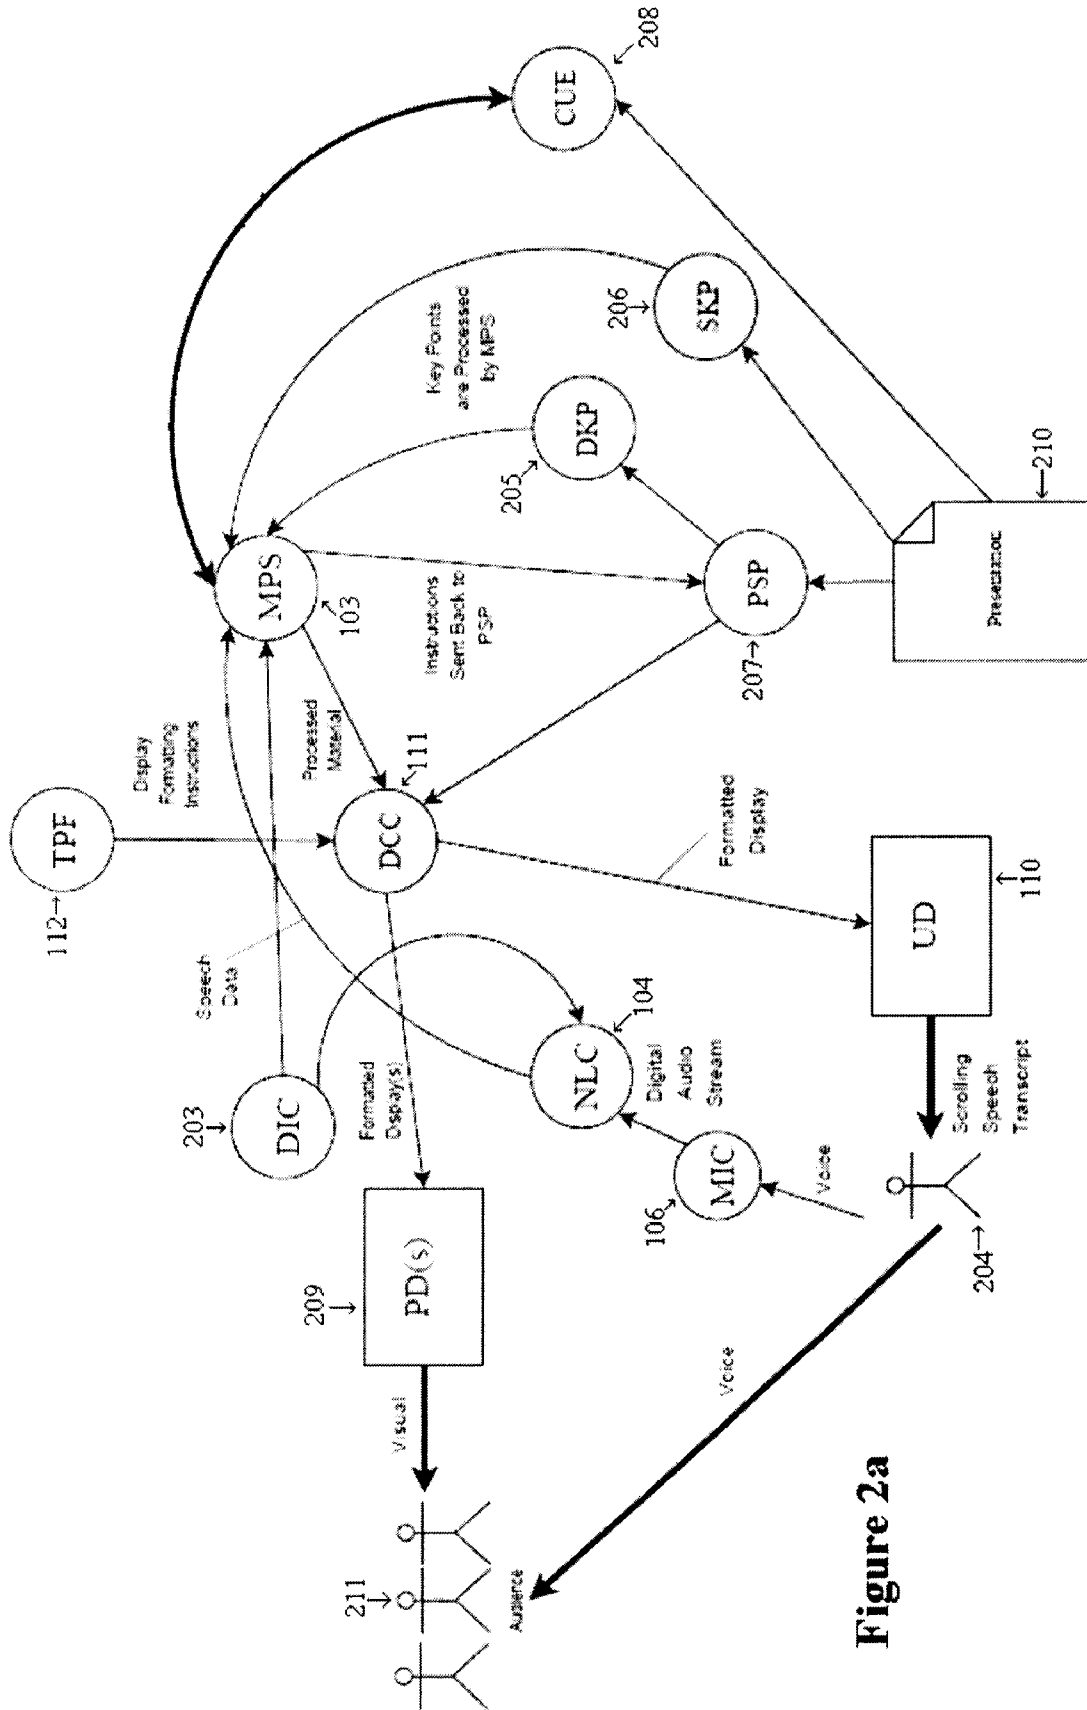 CUE
←208
206→
SKP
Key Points
are Processed
by MPS
205→
DKP
MPS
←103
Instructions
Sent Back to
PSP
PSP
207→
Presentation
←210
TPF
112→
Display
Formatting
Instructions
Processed
Material
DCC
←111
Formatted
Display
UD
←110
Speech
Data
203→
DIC
Formatted
Display(s)
NLC
←104
Digital
Audio
Stream
106→
MIC
Voice
Scrolling
Speech
Transcript
204→
209→
PD(s)
Visual
Voice
211→
Audience
Figure 2a